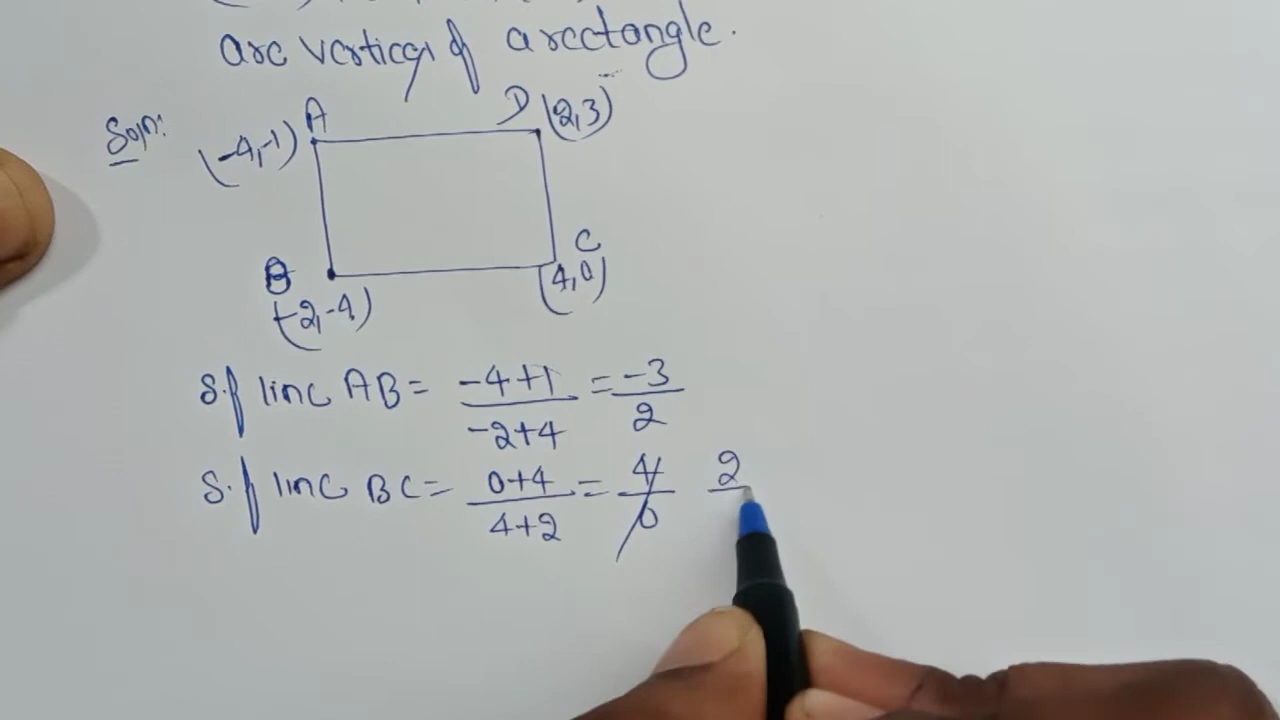 are vertices of a rectangle.
Soln:
A D (2,3)
(-4,-1)
B C
(-2,-4) (4,0)
S.of line AB = -4+1/-2+4 = -3/2
S.of line BC = 0+4/4+2 = 4/6 2